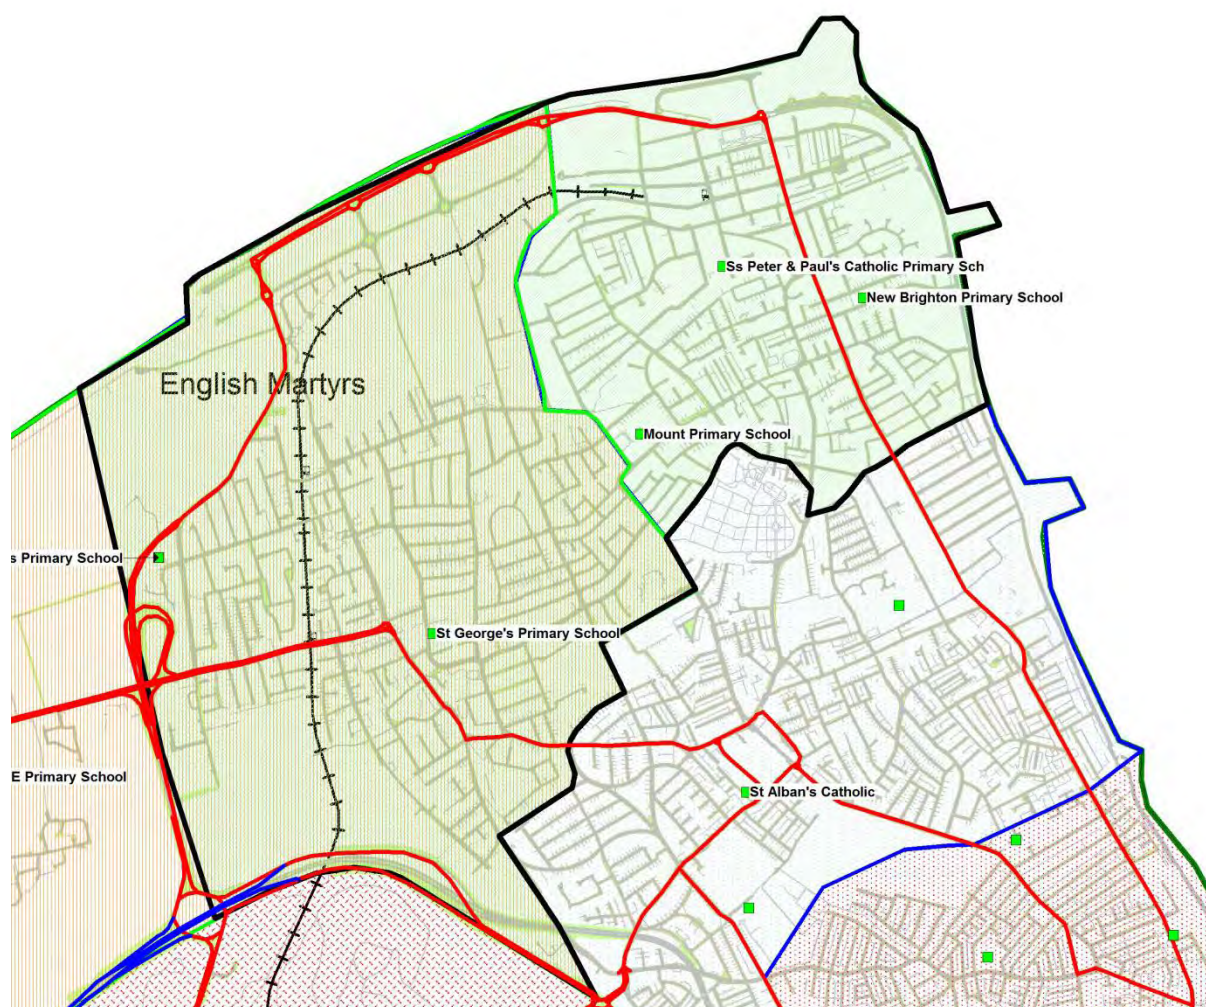 Ss Peter & Paul's Catholic Primary Sch
New Brighton Primary School
English Martyrs
Mount Primary School
s Primary School
St George's Primary School
E Primary School
St Alban's Catholic